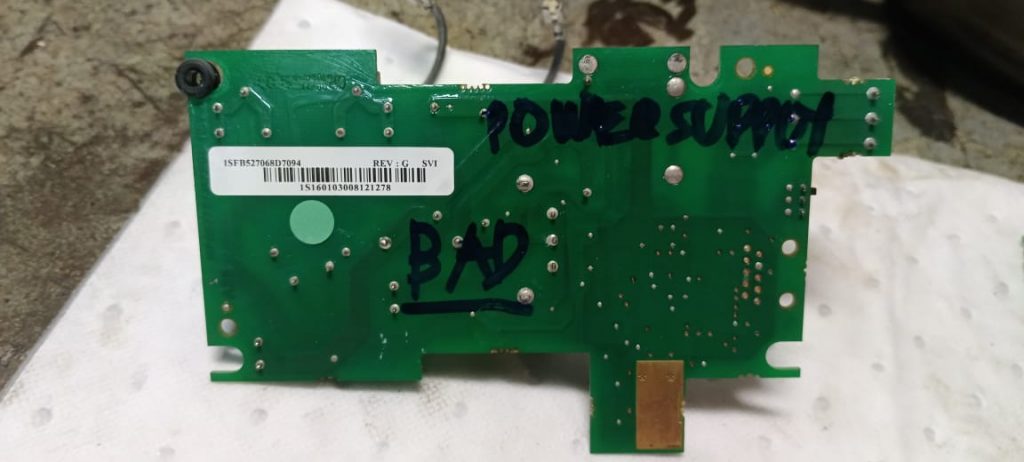 POWER SUPPLY
1SFB527068D7094 REV : G SVI
1S160103008121278
BAD